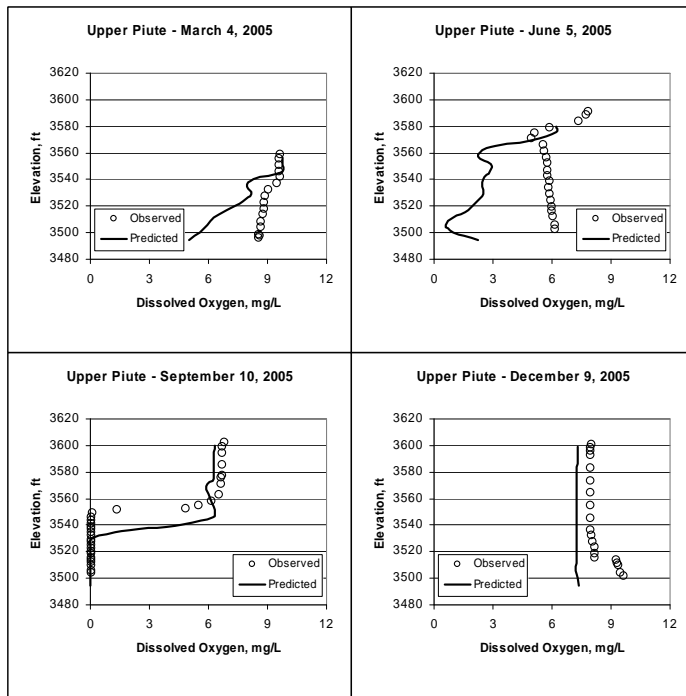 Upper Piute - March 4, 2005
3620
3600
3580
3560
3540
3520
3500
3480
Elevation, ft
Observed
Predicted
0 3 6 9 12
Dissolved Oxygen, mg/L
Upper Piute - June 5, 2005
3620
3600
3580
3560
3540
3520
3500
3480
Elevation, ft
Observed
Predicted
0 3 6 9 12
Dissolved Oxygen, mg/L
Upper Piute - September 10, 2005
3620
3600
3580
3560
3540
3520
3500
3480
Elevation, ft
Observed
Predicted
0 3 6 9 12
Dissolved Oxygen, mg/L
Upper Piute - December 9, 2005
3620
3600
3580
3560
3540
3520
3500
3480
Elevation, ft
Observed
Predicted
0 3 6 9 12
Dissolved Oxygen, mg/L